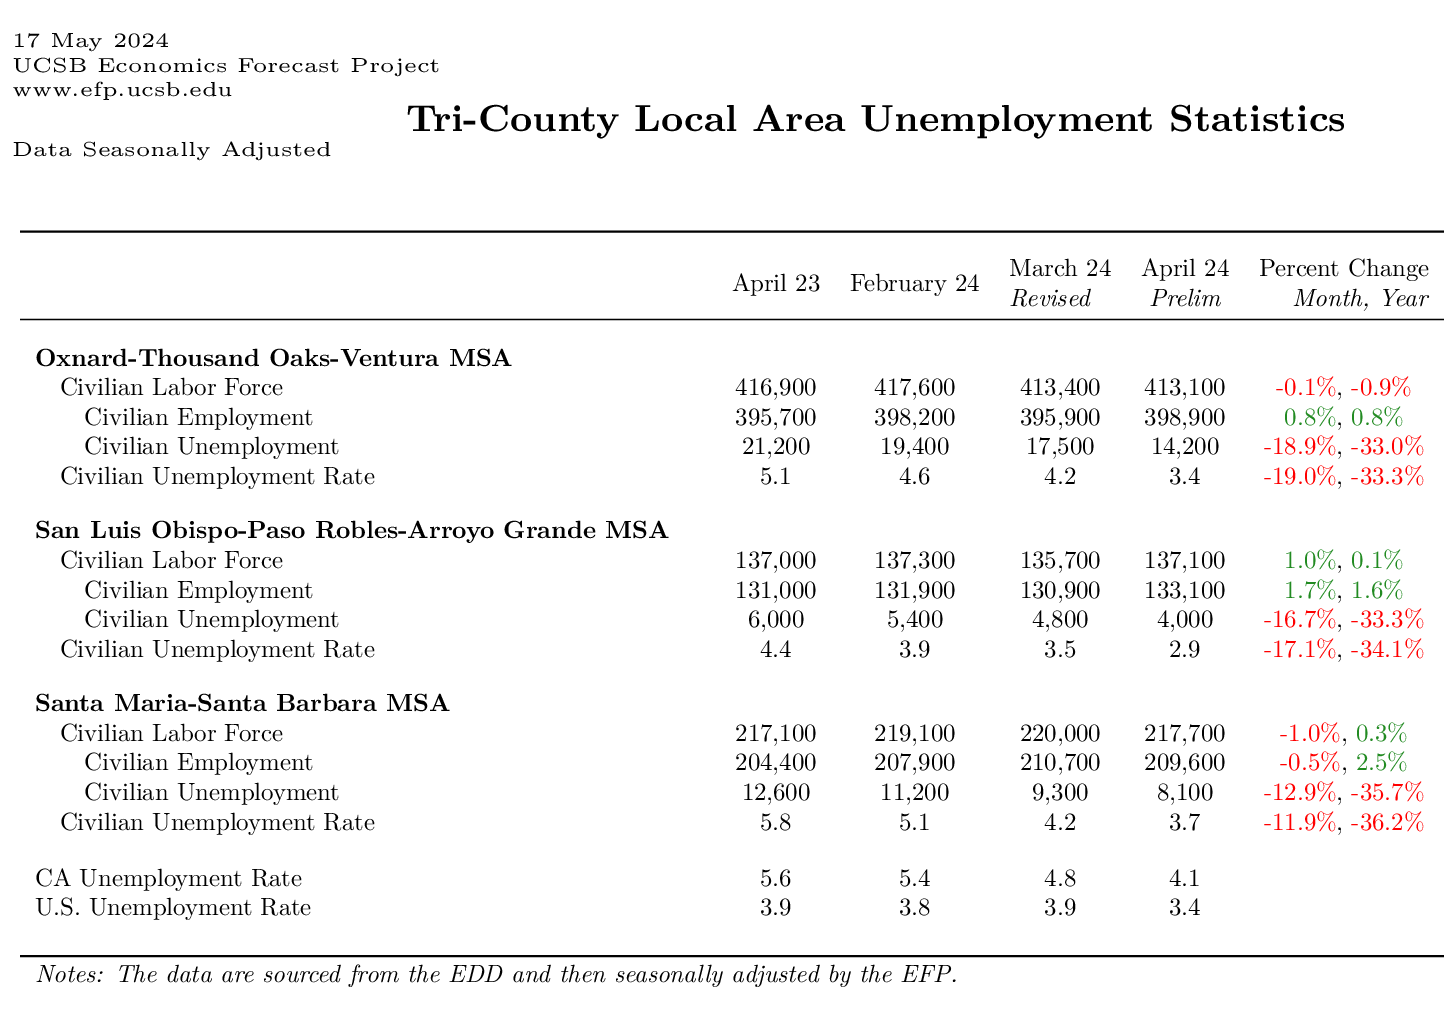 17 May 2024
UCSB Economics Forecast Project
www.efp.ucsb.edu
Tri-County Local Area Unemployment Statistics
Data Seasonally Adjusted
April 23 February 24 March 24 April 24 Percent Change
Revised Prelim Month, Year
Oxnard-Thousand Oaks-Ventura MSA
Civilian Labor Force 416,900 417,600 413,400 413,100 -0.1%, -0.9%
Civilian Employment 395,700 398,200 395,900 398,900 0.8%, 0.8%
Civilian Unemployment 21,200 19,400 17,500 14,200 -18.9%, -33.0%
Civilian Unemployment Rate 5.1 4.6 4.2 3.4 -19.0%, -33.3%
San Luis Obispo-Paso Robles-Arroyo Grande MSA
Civilian Labor Force 137,000 137,300 135,700 137,100 1.0%, 0.1%
Civilian Employment 131,000 131,900 130,900 133,100 1.7%, 1.6%
Civilian Unemployment 6,000 5,400 4,800 4,000 -16.7%, -33.3%
Civilian Unemployment Rate 4.4 3.9 3.5 2.9 -17.1%, -34.1%
Santa Maria-Santa Barbara MSA
Civilian Labor Force 217,100 219,100 220,000 217,700 -1.0%, 0.3%
Civilian Employment 204,400 207,900 210,700 209,600 -0.5%, 2.5%
Civilian Unemployment 12,600 11,200 9,300 8,100 -12.9%, -35.7%
Civilian Unemployment Rate 5.8 5.1 4.2 3.7 -11.9%, -36.2%
CA Unemployment Rate 5.6 5.4 4.8 4.1
U.S. Unemployment Rate 3.9 3.8 3.9 3.4
Notes: The data are sourced from the EDD and then seasonally adjusted by the EFP.